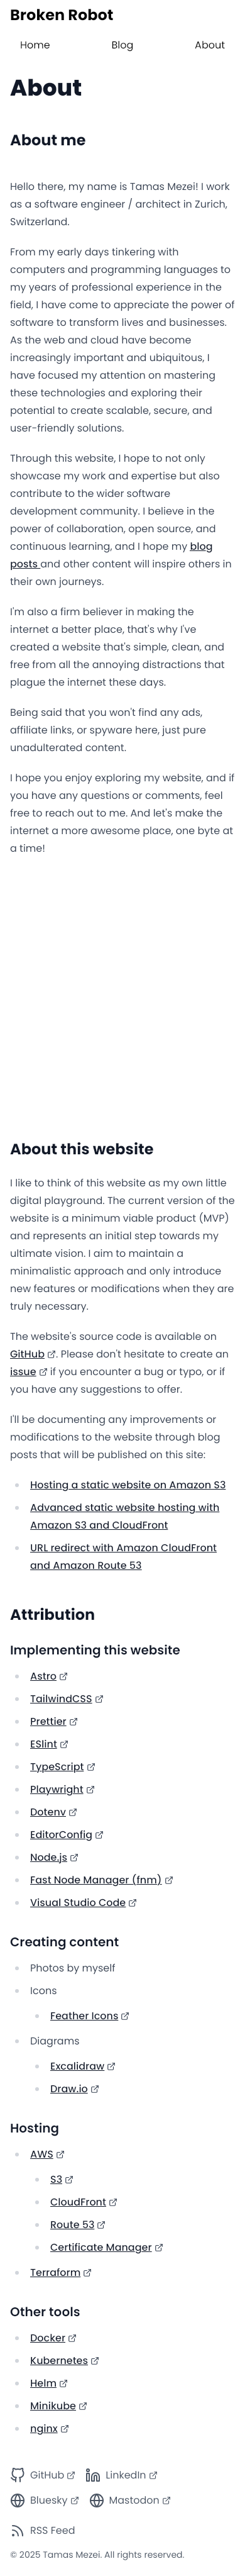 Broken Robot
Home Blog About
About
About me
Hello there, my name is Tamas Mezei! I work
as a software engineer / architect in Zurich,
Switzerland.
From my early days tinkering with
computers and programming languages to
my years of professional experience in the
field, I have come to appreciate the power of
software to transform lives and businesses.
As the web and cloud have become
increasingly important and ubiquitous, I
have focused my attention on mastering
these technologies and exploring their
potential to create scalable, secure, and
user-friendly solutions.
Through this website, I hope to not only
showcase my work and expertise but also
contribute to the wider software
development community. I believe in the
power of collaboration, open source, and
continuous learning, and I hope my blog
posts and other content will inspire others in
their own journeys.
I'm also a firm believer in making the
internet a better place, that's why I've
created a website that's simple, clean, and
free from all the annoying distractions that
plague the internet these days.
Being said that you won't find any ads,
affiliate links, or spyware here, just pure
unadulterated content.
I hope you enjoy exploring my website, and if
you have any questions or comments, feel
free to reach out to me. And let's make the
internet a more awesome place, one byte at
a time!
About this website
I like to think of this website as my own little
digital playground. The current version of the
website is a minimum viable product (MVP)
and represents an initial step towards my
ultimate vision. I aim to maintain a
minimalistic approach and only introduce
new features or modifications when they are
truly necessary.
The website's source code is available on
GitHub. Please don't hesitate to create an
issue if you encounter a bug or typo, or if
you have any suggestions to offer.
I'll be documenting any improvements or
modifications to the website through blog
posts that will be published on this site:
Hosting a static website on Amazon S3
Advanced static website hosting with
Amazon S3 and CloudFront
URL redirect with Amazon CloudFront
and Amazon Route 53
Attribution
Implementing this website
Astro
TailwindCSS
Prettier
ESlint
TypeScript
Playwright
Dotenv
EditorConfig
Node.js
Fast Node Manager (fnm)
Visual Studio Code
Creating content
Photos by myself
Icons
Feather Icons
Diagrams
Excalidraw
Draw.io
Hosting
AWS
S3
CloudFront
Route 53
Certificate Manager
Terraform
Other tools
Docker
Kubernetes
Helm
Minikube
nginx
GitHub LinkedIn
Bluesky Mastodon
RSS Feed
© 2025 Tamas Mezei. All rights reserved.